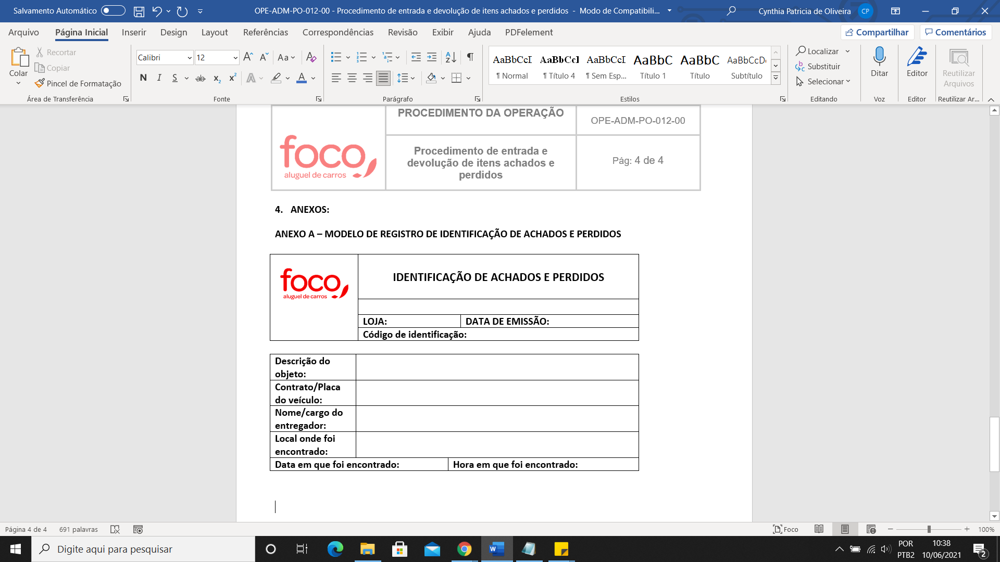 Salvamento Automático
OPE-ADM-PO-012-00 - Procedimento de entrada e devolução de itens achados e perdidos - Modo de Compatibili...
Cynthia Patricia de Oliveira
CP
Arquivo
Página Inicial
Inserir
Design
Layout
Referências
Correspondências
Revisão
Exibir
Ajuda
PDFelement
Compartilhar
Comentários
Colar
Recortar
Copiar
Pincel de Formatação
Área de Transferência
Calibri
12
Aa
N I S ab x₂ x² A A
Fonte
Parágrafo
AaBbCcI
AaBbCcI
AaBbCcI
AaBbC
AaBbC
AaBbCcD
¶ Normal
¶ Título 4
¶ Sem Esp...
Título 1
Título
Subtítulo
Estilos
Localizar
Substituir
Selecionar
Editando
Ditar
Voz
Editor
Editor
Reutilizar
Arquivos
Reutilizar Ar...
foco
aluguel de carros
PROCEDIMENTO DA OPERAÇÃO
OPE-ADM-PO-012-00
Procedimento de entrada e
devolução de itens achados e
perdidos
Pág: 4 de 4
4. ANEXOS:
ANEXO A – MODELO DE REGISTRO DE IDENTIFICAÇÃO DE ACHADOS E PERDIDOS
foco
aluguel de carros
IDENTIFICAÇÃO DE ACHADOS E PERDIDOS
LOJA:
DATA DE EMISSÃO:
Código de identificação:
Descrição do
objeto:
Contrato/Placa
do veículo:
Nome/cargo do
entregador:
Local onde foi
encontrado:
Data em que foi encontrado:
Hora em que foi encontrado:
Página 4 de 4
691 palavras
Foco
100%
Digite aqui para pesquisar
POR
PTB2
10:38
10/06/2021
2